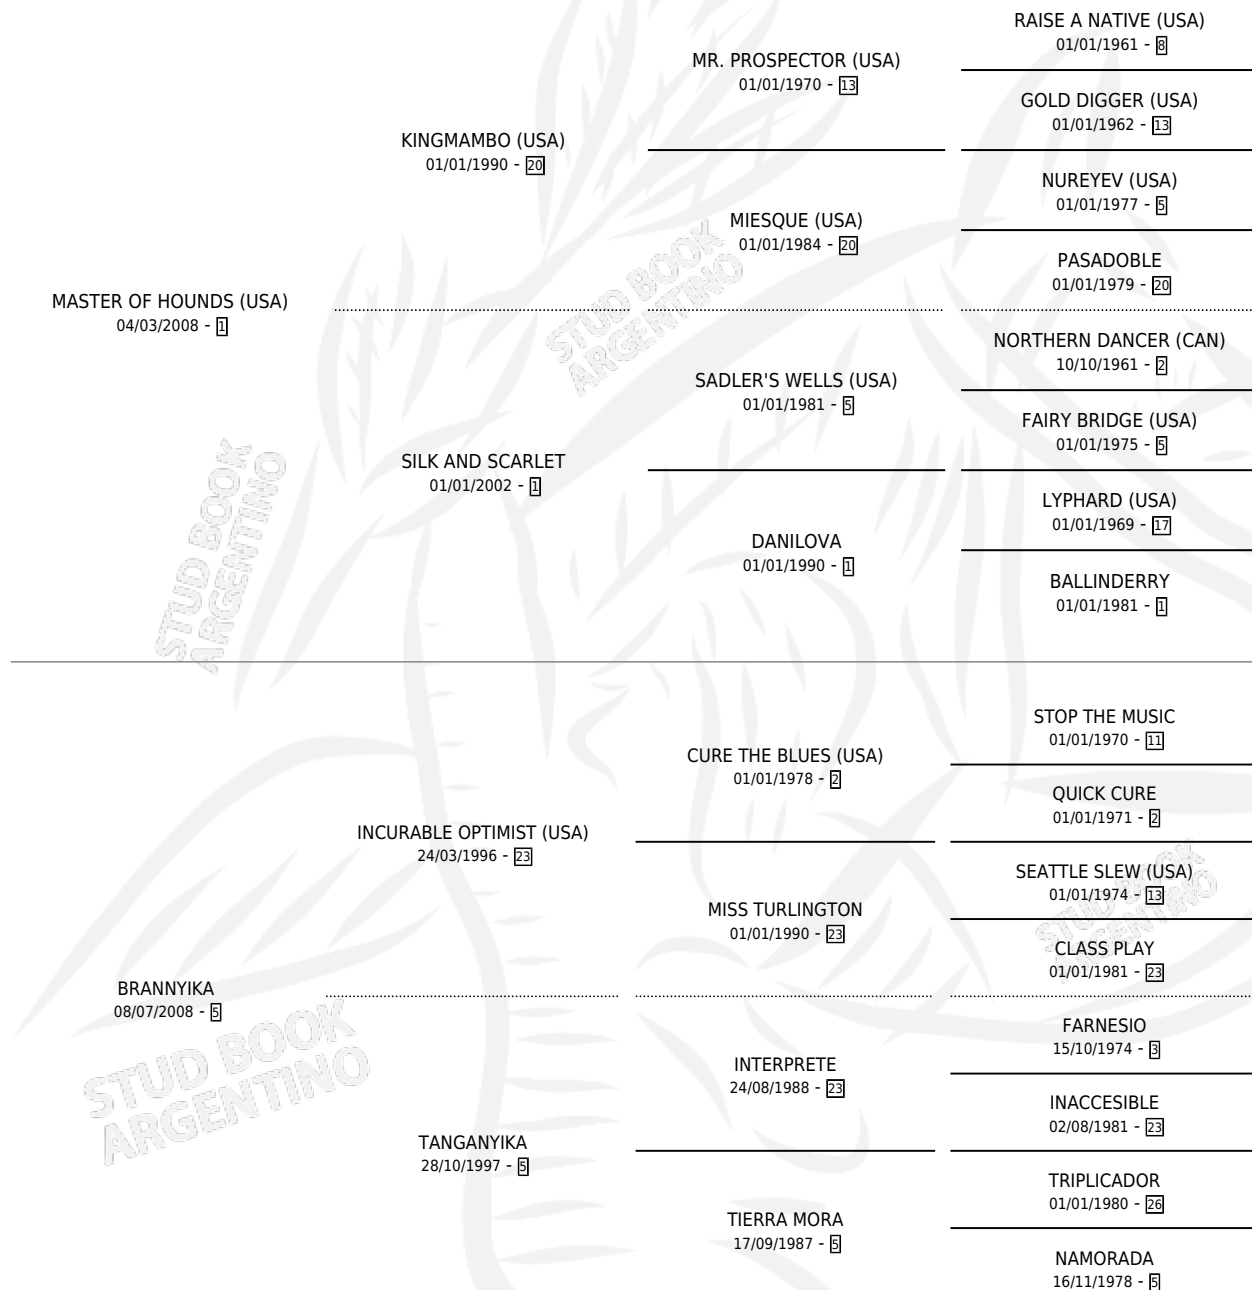 RAISE A NATIVE (USA)
01/01/1961 - 8
MR. PROSPECTOR (USA)
01/01/1970 - 13
GOLD DIGGER (USA)
01/01/1962 - 13
KINGMAMBO (USA)
01/01/1990 - 20
NUREYEV (USA)
01/01/1977 - 5
MIESQUE (USA)
01/01/1984 - 20
PASADOBLE
01/01/1979 - 20
MASTER OF HOUNDS (USA)
04/03/2008 - 1
NORTHERN DANCER (CAN)
10/10/1961 - 2
SADLER'S WELLS (USA)
01/01/1981 - 5
FAIRY BRIDGE (USA)
01/01/1975 - 5
SILK AND SCARLET
01/01/2002 - 1
LYPHARD (USA)
01/01/1969 - 17
DANILOVA
01/01/1990 - 1
BALLINDERRY
01/01/1981 - 1
STOP THE MUSIC
01/01/1970 - 11
CURE THE BLUES (USA)
01/01/1978 - 2
QUICK CURE
01/01/1971 - 2
INCURABLE OPTIMIST (USA)
24/03/1996 - 23
SEATTLE SLEW (USA)
01/01/1974 - 13
MISS TURLINGTON
01/01/1990 - 23
CLASS PLAY
01/01/1981 - 23
BRANNYIKA
08/07/2008 - 5
FARNESIO
15/10/1974 - 3
INTERPRETE
24/08/1988 - 23
INACCESIBLE
02/08/1981 - 23
TANGANYIKA
28/10/1997 - 5
TRIPLICADOR
01/01/1980 - 26
TIERRA MORA
17/09/1987 - 5
NAMORADA
16/11/1978 - 5
STUD BOOK
ARGENTINO
STUD BOOK
ARGENTINO
STUD BOOK
ARGENTINO
STUD BOOK
ARGENTINO